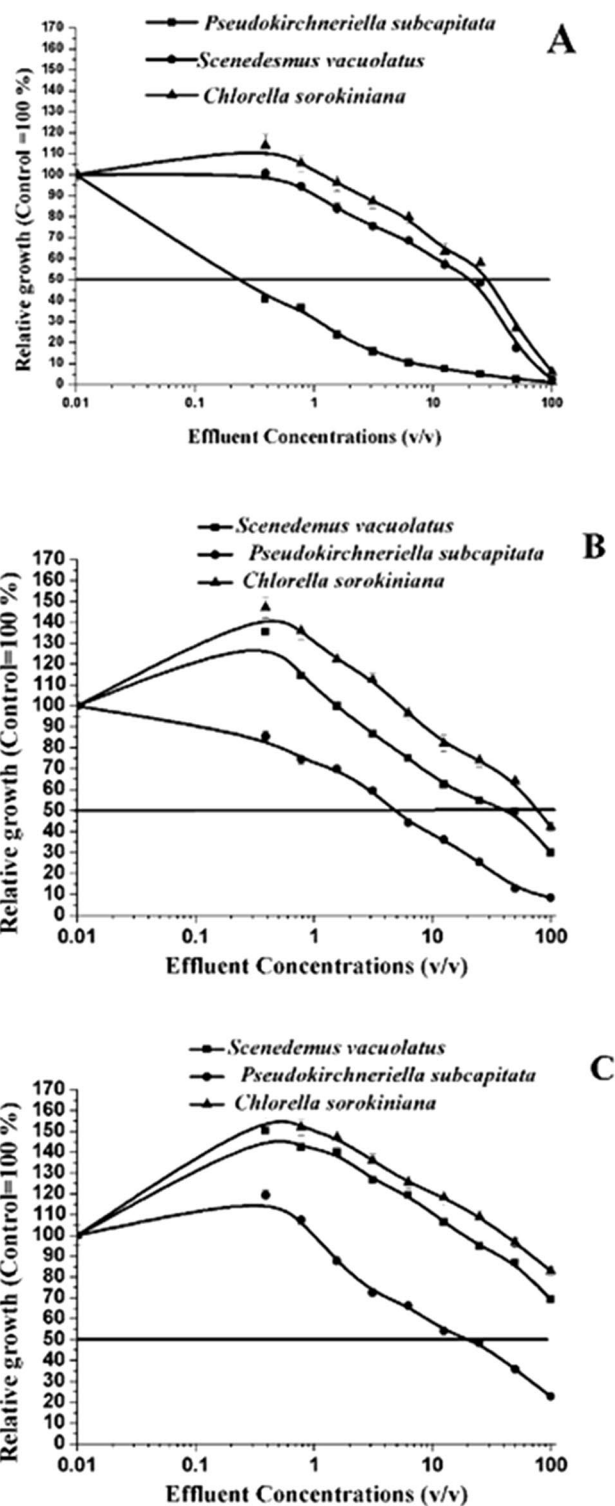 A
Pseudokirchneriella subcapitata
Scenedesmus vacuolatus
Chlorella sorokiniana
Relative growth (Control =100 %)
170
160
150
140
130
120
110
100
90
80
70
60
50
40
30
20
10
0
0.01 0.1 1 10 100
Effluent Concentrations (v/v)
B
Scenedemus vacuolatus
Pseudokirchneriella subcapitata
Chlorella sorokiniana
Relative growth (Control=100 %)
170
160
150
140
130
120
110
100
90
80
70
60
50
40
30
20
10
0
0.01 0.1 1 10 100
Effluent Concentrations (v/v)
C
Scenedemus vacuolatus
Pseudokirchneriella subcapitata
Chlorella sorokiniana
Relative growth (Control=100 %)
170
160
150
140
130
120
110
100
90
80
70
60
50
40
30
20
10
0
0.01 0.1 1 10 100
Effluent Concentrations (v/v)